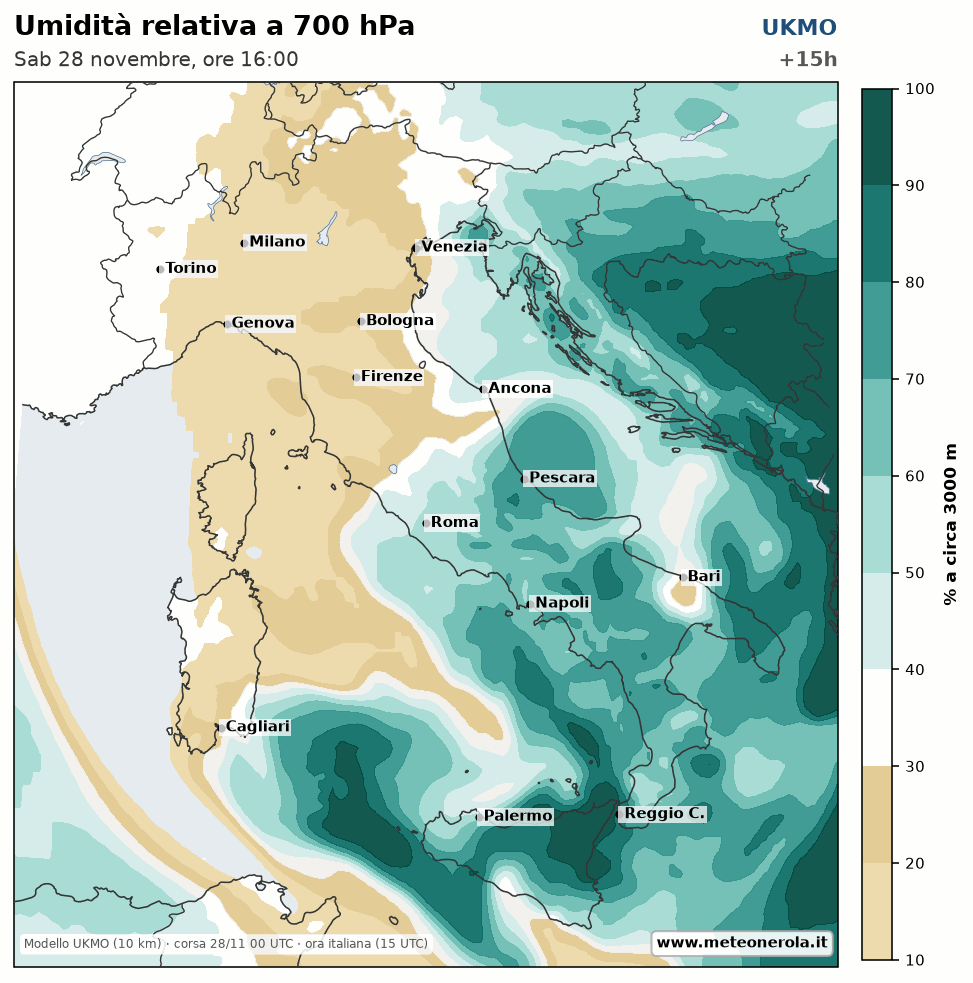 Umidità relativa a 700 hPa
UKMO
Sab 28 novembre, ore 16:00
+15h
100
90
80
70
60
50
40
30
20
10
% a circa 3000 m
Milano
Venezia
Torino
Genova
Bologna
Firenze
Ancona
Pescara
Roma
Bari
Napoli
Cagliari
Palermo
Reggio C.
Modello UKMO (10 km) · corsa 28/11 00 UTC · ora italiana (15 UTC)
www.meteonerola.it